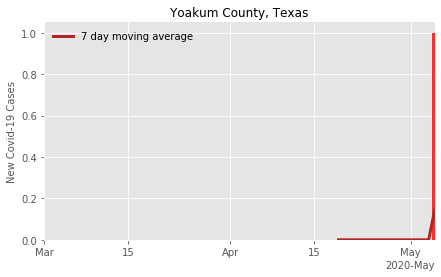 Yoakum County, Texas
7 day moving average
New Covid-19 Cases
1.0
0.8
0.6
0.4
0.2
0.0
Mar 15 Apr 15 May
2020-May